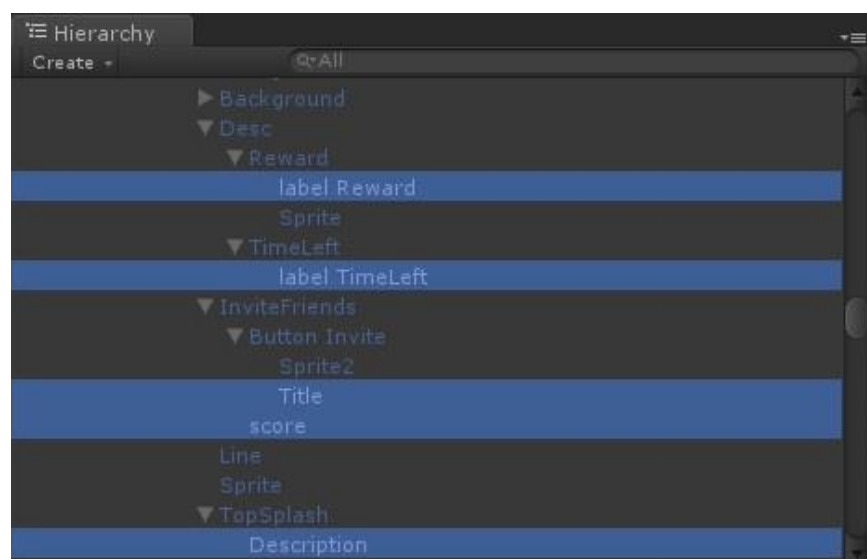 Hierarchy
Create
All
Background
Desc
Reward
label Reward
Sprite
TimeLeft
label TimeLeft
InviteFriends
Button Invite
Sprite2
Title
score
Line
Sprite
TopSplash
Description